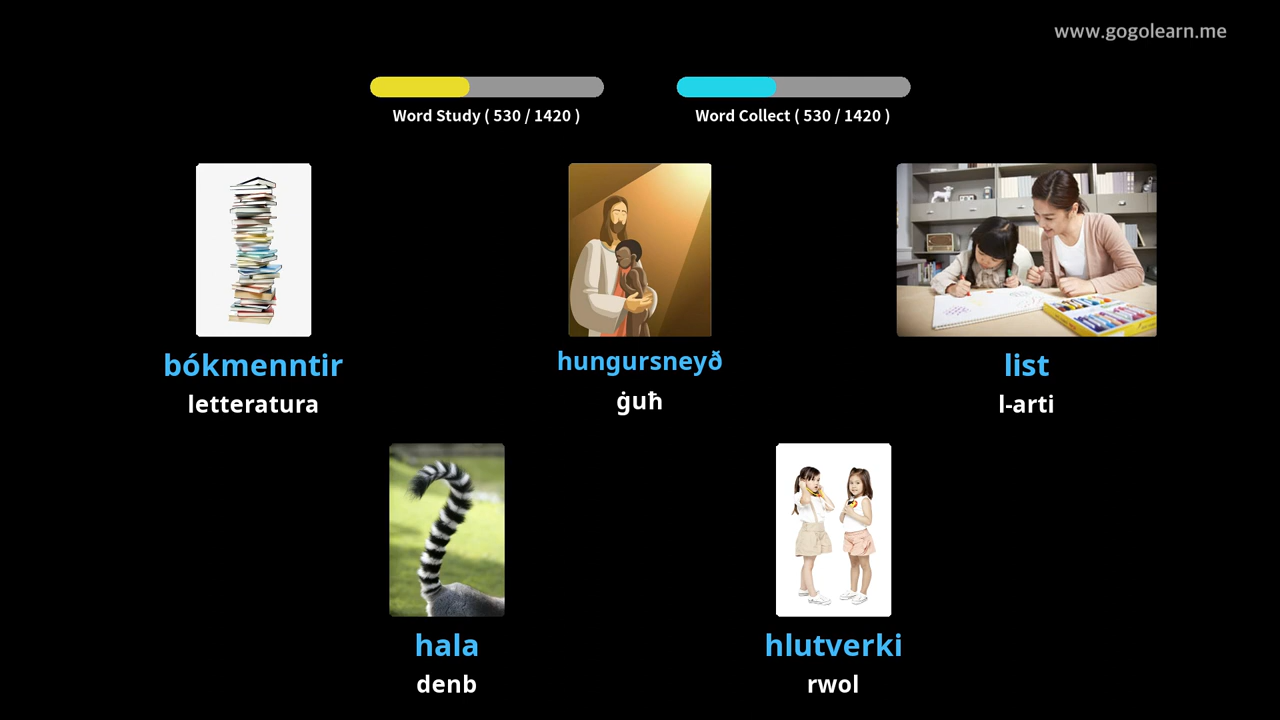 www.gogolearn.me
Word Study ( 530 / 1420 )
Word Collect ( 530 / 1420 )
bókmenntir
letteratura
hungursneyð
ġuħ
list
l-arti
hala
denb
hlutverki
rwol